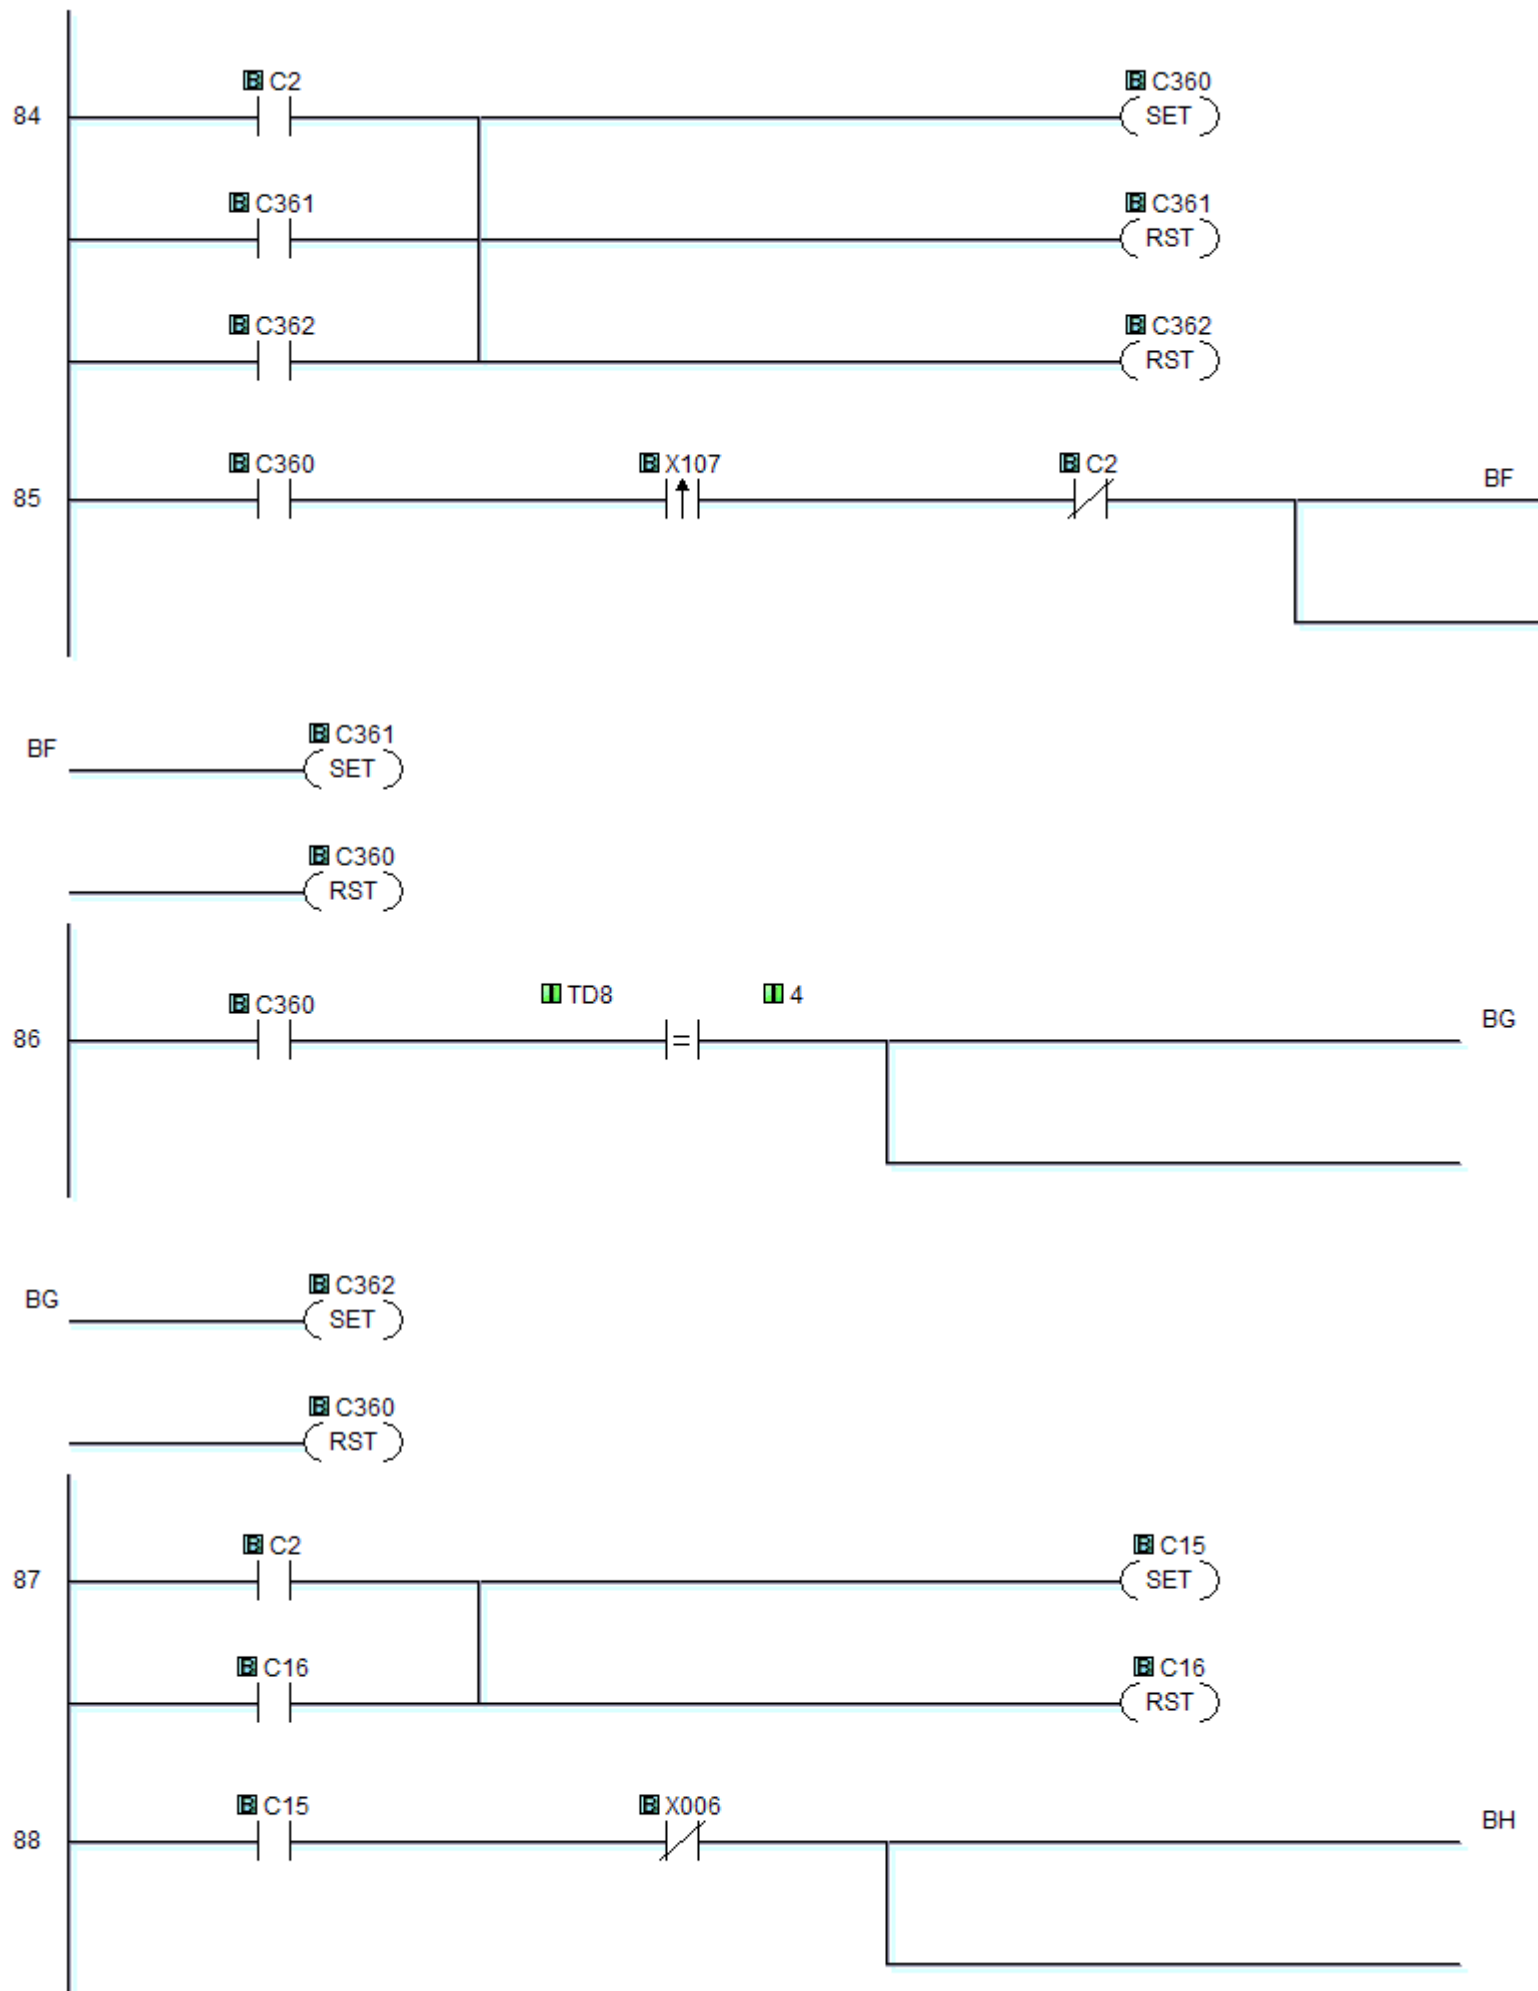 B C2 B C360
84 SET
B C361 B C361
RST
B C362 B C362
RST
B C360 B X107 B C2 BF
85
B C361
BF SET
B C360
RST
B C360 TD8 4 BG
86 =
B C362
BG SET
B C360
RST
B C2 B C15
87 SET
B C16 B C16
RST
B C15 B X006 BH
88